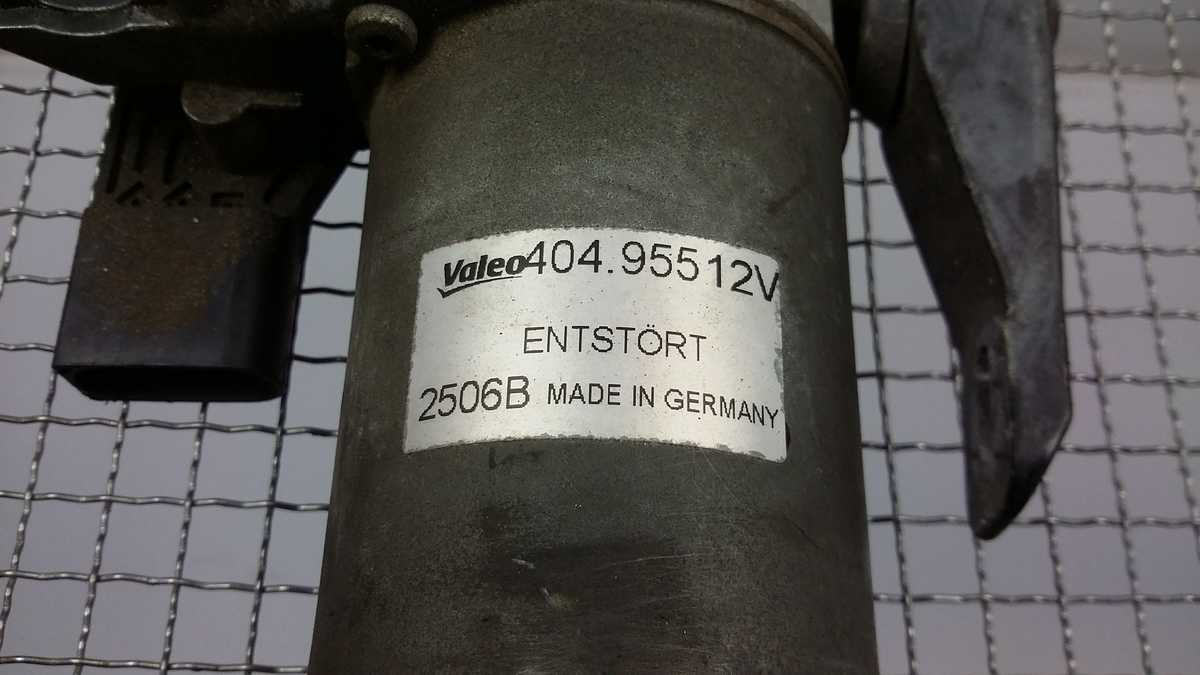 Valeo 404.955 12V
ENTSTÖRT
2506B MADE IN GERMANY